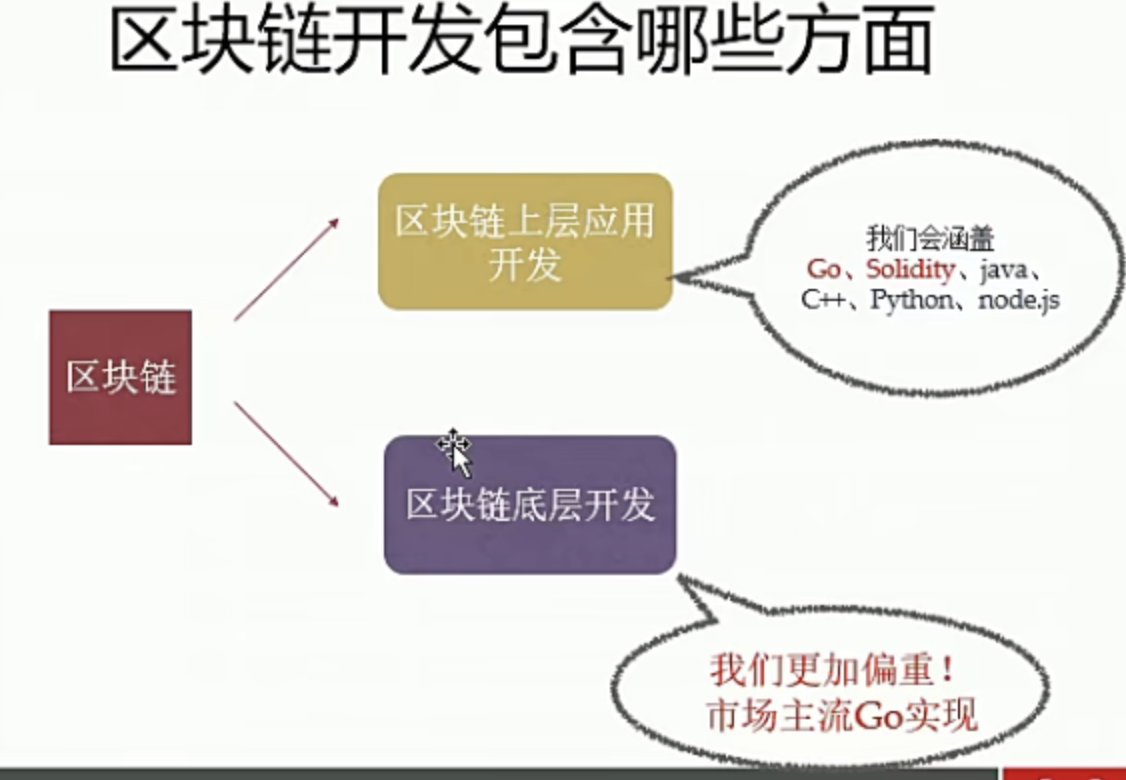 区块链开发包含哪些方面
区块链上层应用
开发
我们会涵盖
Go、Solidity、java、
C++、Python、node.js
区块链
区块链底层开发
我们更加偏重！
市场主流Go实现